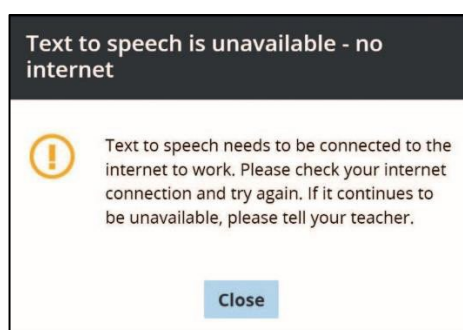 Text to speech is unavailable - no
internet
Text to speech needs to be connected to the
internet to work. Please check your internet
connection and try again. If it continues to
be unavailable, please tell your teacher.
Close